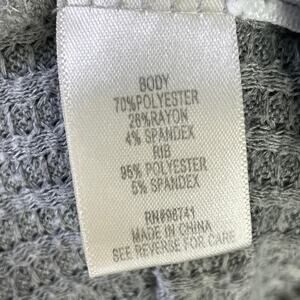 BODY
70%POLYESTER
26%RAYON
4% SPANDEX
RIB
95% POLYESTER
5% SPANDEX
RN#96741
MADE IN CHINA
SEE REVERSE FOR CARE